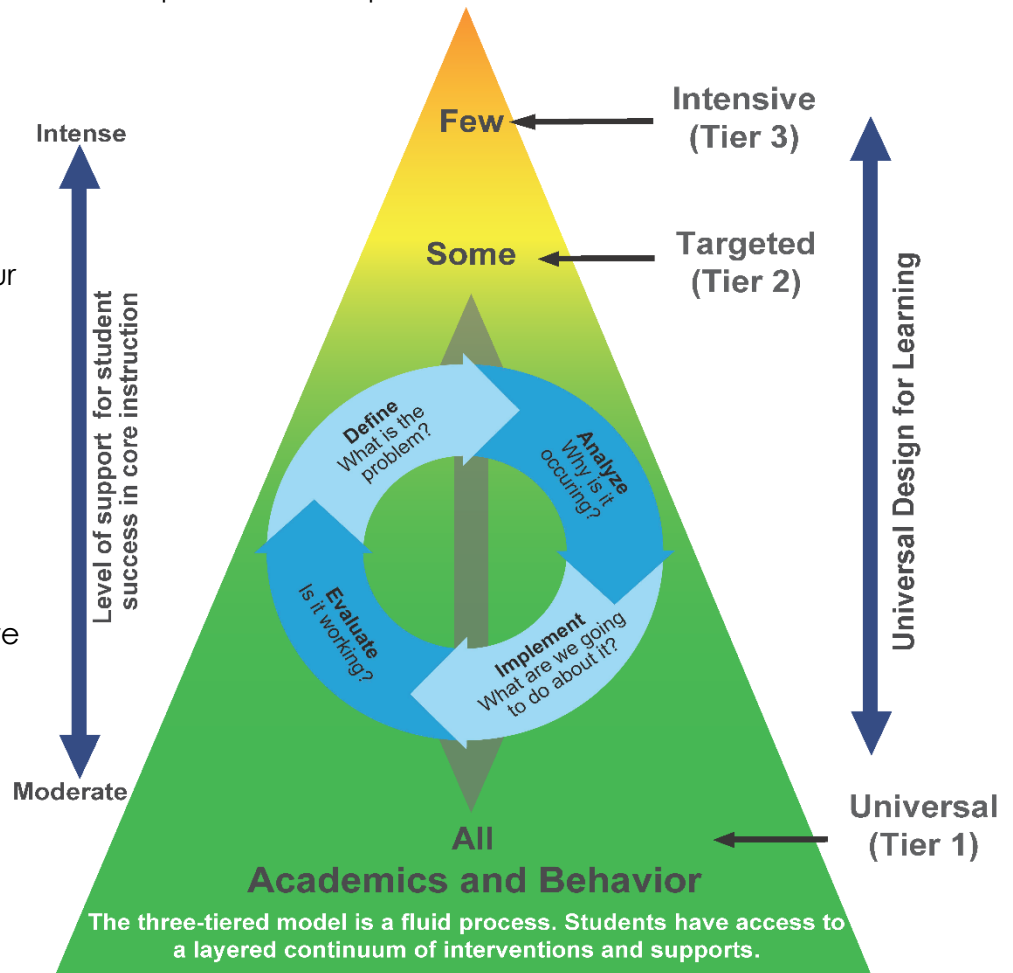 Few
Intensive
(Tier 3)
Intense
Some
Targeted
(Tier 2)
ur
Level of support for student
success in core instruction
Universal Design for Learning
Define
What is the
problem?
Analyze
Why is it
occuring?
Implement
What are we going
to do about it?
Evaluate
Is it working?
re
Moderate
All
Universal
(Tier 1)
Academics and Behavior
The three-tiered model is a fluid process. Students have access to
a layered continuum of interventions and supports.